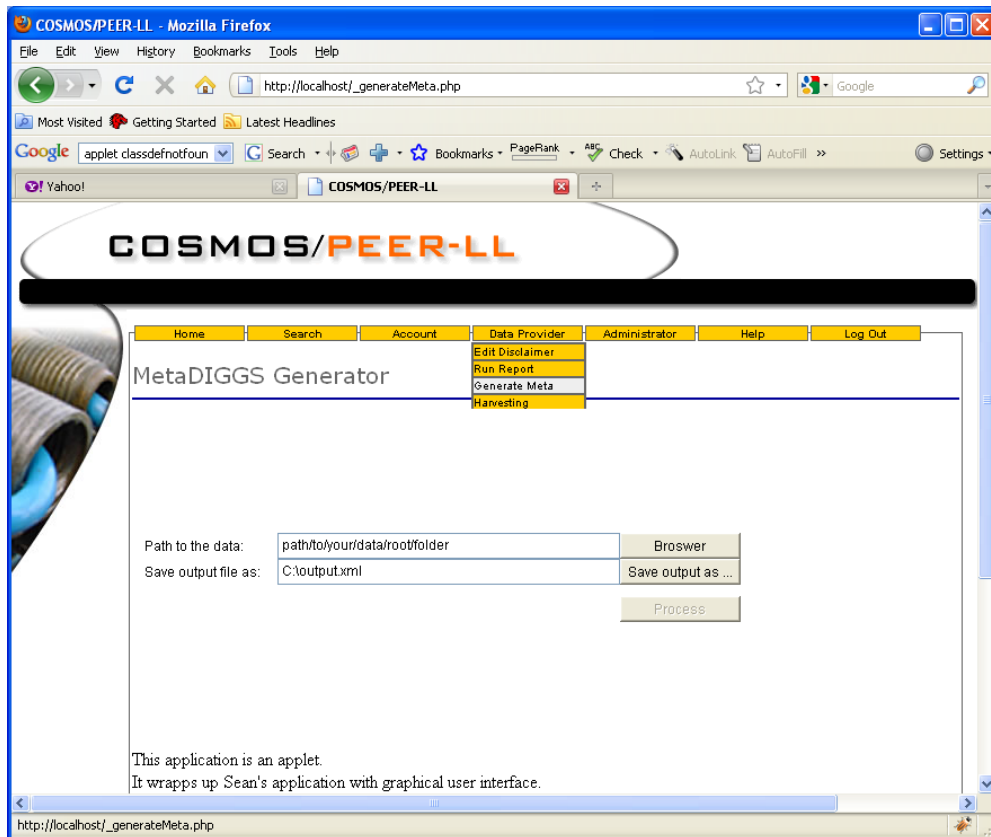 COSMOS/PEER-LL - Mozilla Firefox
File Edit View History Bookmarks Tools Help
http://localhost/_generateMeta.php
Google
Most Visited Getting Started Latest Headlines
Google applet classdefnotfoun G Search Bookmarks PageRank ABC Check AutoLink AutoFill » Settings
Y! Yahoo! COSMOS/PEER-LL
COSMOS/PEER-LL
Home Search Account Data Provider Administrator Help Log Out
Edit Disclaimer
Run Report
Generate Meta
Harvesting
MetaDIGGS Generator
Path to the data: path/to/your/data/root/folder Broswer
Save output file as: C:\output.xml Save output as ...
Process
This application is an applet.
It wrapps up Sean's application with graphical user interface.
http://localhost/_generateMeta.php